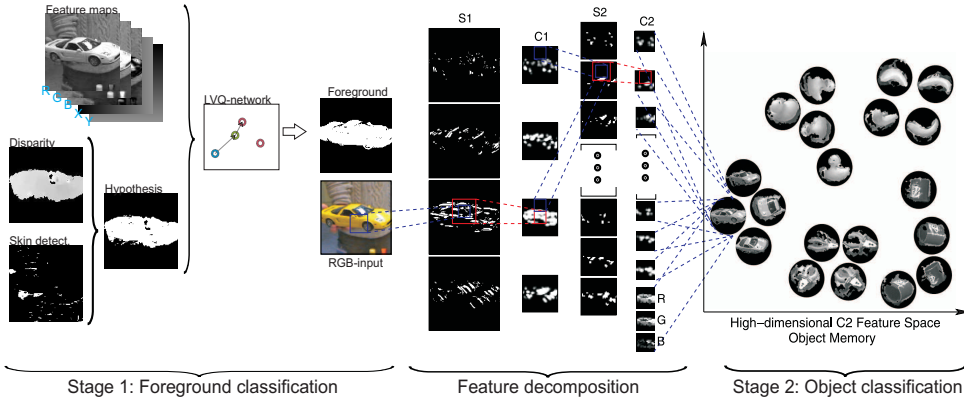 Feature maps
R
G
B
X
Y
Disparity
Hypothesis
Skin detect.
LVQ-network
Foreground
RGB-input
S1
C1
S2
C2
R
G
B
High-dimensional C2 Feature Space
Object Memory
Stage 1: Foreground classification
Feature decomposition
Stage 2: Object classification